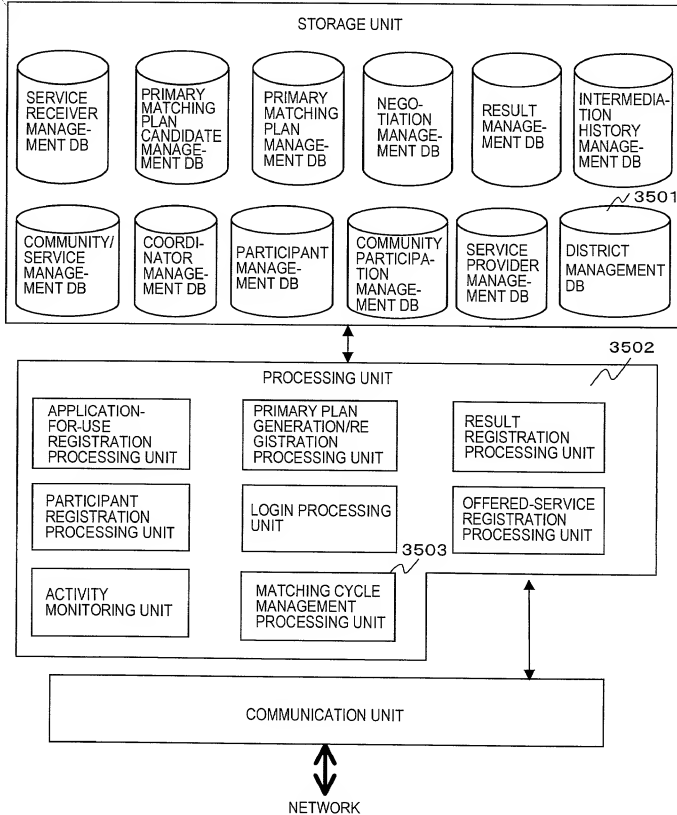 STORAGE UNIT
SERVICE
RECEIVER
MANAGE-
MENT DB
PRIMARY
MATCHING
PLAN
CANDIDATE
MANAGE-
MENT DB
PRIMARY
MATCHING
PLAN
MANAGE-
MENT DB
NEGO-
TIATION
MANAGE-
MENT DB
RESULT
MANAGE-
MENT DB
INTERMEDIA-
TION
HISTORY
MANAGE-
MENT DB
3501
COMMUNITY/
SERVICE
MANAGE-
MENT DB
COORDI-
NATOR
MANAGE-
MENT DB
PARTICIPANT
MANAGE-
MENT DB
COMMUNITY
PARTICIPA-
TION
MANAGE-
MENT DB
SERVICE
PROVIDER
MANAGE-
MENT DB
DISTRICT
MANAGEMENT
DB
3502
PROCESSING UNIT
APPLICATION-
FOR-USE
REGISTRATION
PROCESSING UNIT
PRIMARY PLAN
GENERATION/RE
GISTRATION
PROCESSING UNIT
RESULT
REGISTRATION
PROCESSING UNIT
PARTICIPANT
REGISTRATION
PROCESSING UNIT
LOGIN PROCESSING
UNIT
OFFERED-SERVICE
REGISTRATION
PROCESSING UNIT
3503
ACTIVITY
MONITORING UNIT
MATCHING CYCLE
MANAGEMENT
PROCESSING UNIT
COMMUNICATION UNIT
NETWORK